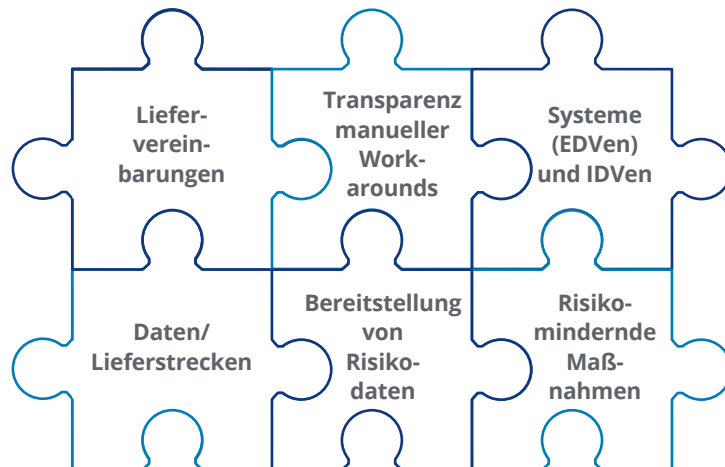 Liefer-
verein-
barungen
Transparenz
manueller
Work-
arounds
Systeme
(EDVen)
und IDVen
Daten/
Lieferstrecken
Bereitstellung
von
Risiko-
daten
Risiko-
mindernde
Maß-
nahmen